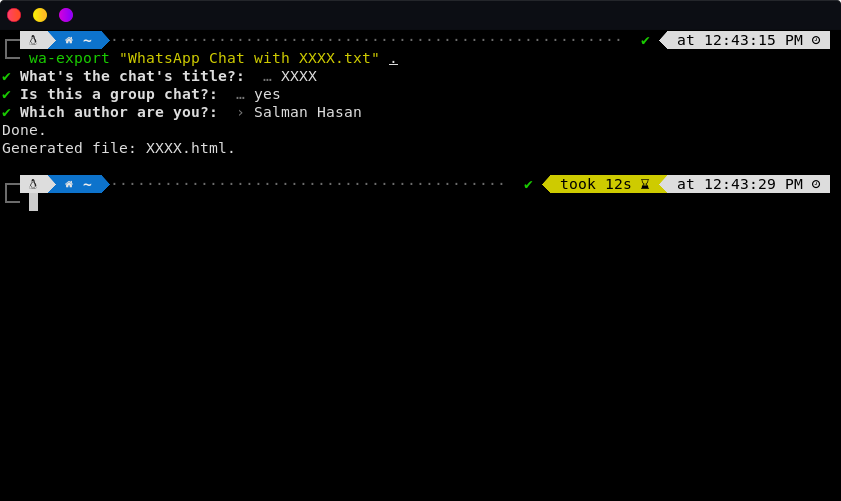 ~ ✔ at 12:43:15 PM
wa-export "WhatsApp Chat with XXXX.txt" .
✔ What's the chat's title?: … XXXX
✔ Is this a group chat?: … yes
✔ Which author are you?: › Salman Hasan
Done.
Generated file: XXXX.html.
~ ✔ took 12s at 12:43:29 PM